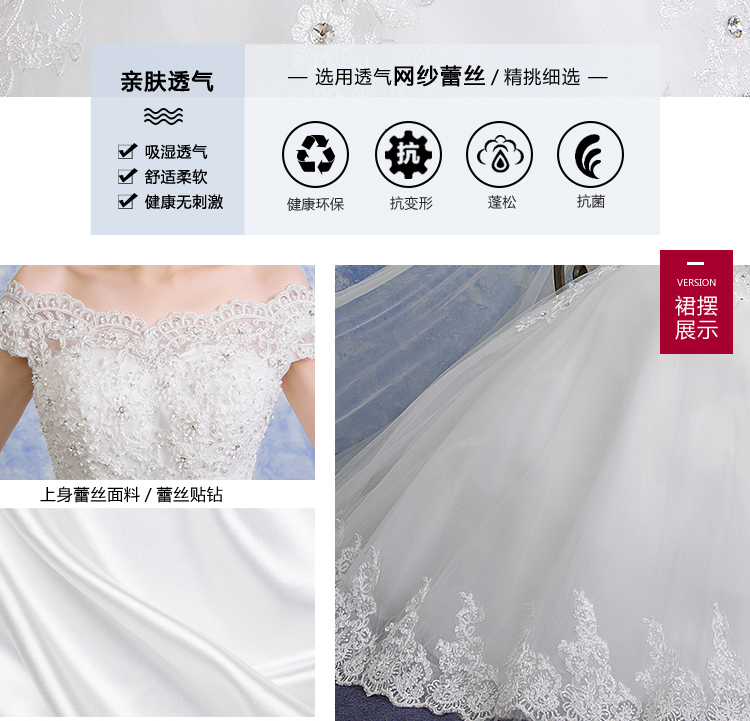 亲肤透气
吸湿透气
舒适柔软
健康无刺激
— 选用透气网纱蕾丝 / 精挑细选 —
抗
健康环保
抗变形
蓬松
抗菌
VERSION
裙摆
展示
上身蕾丝面料 / 蕾丝贴钻